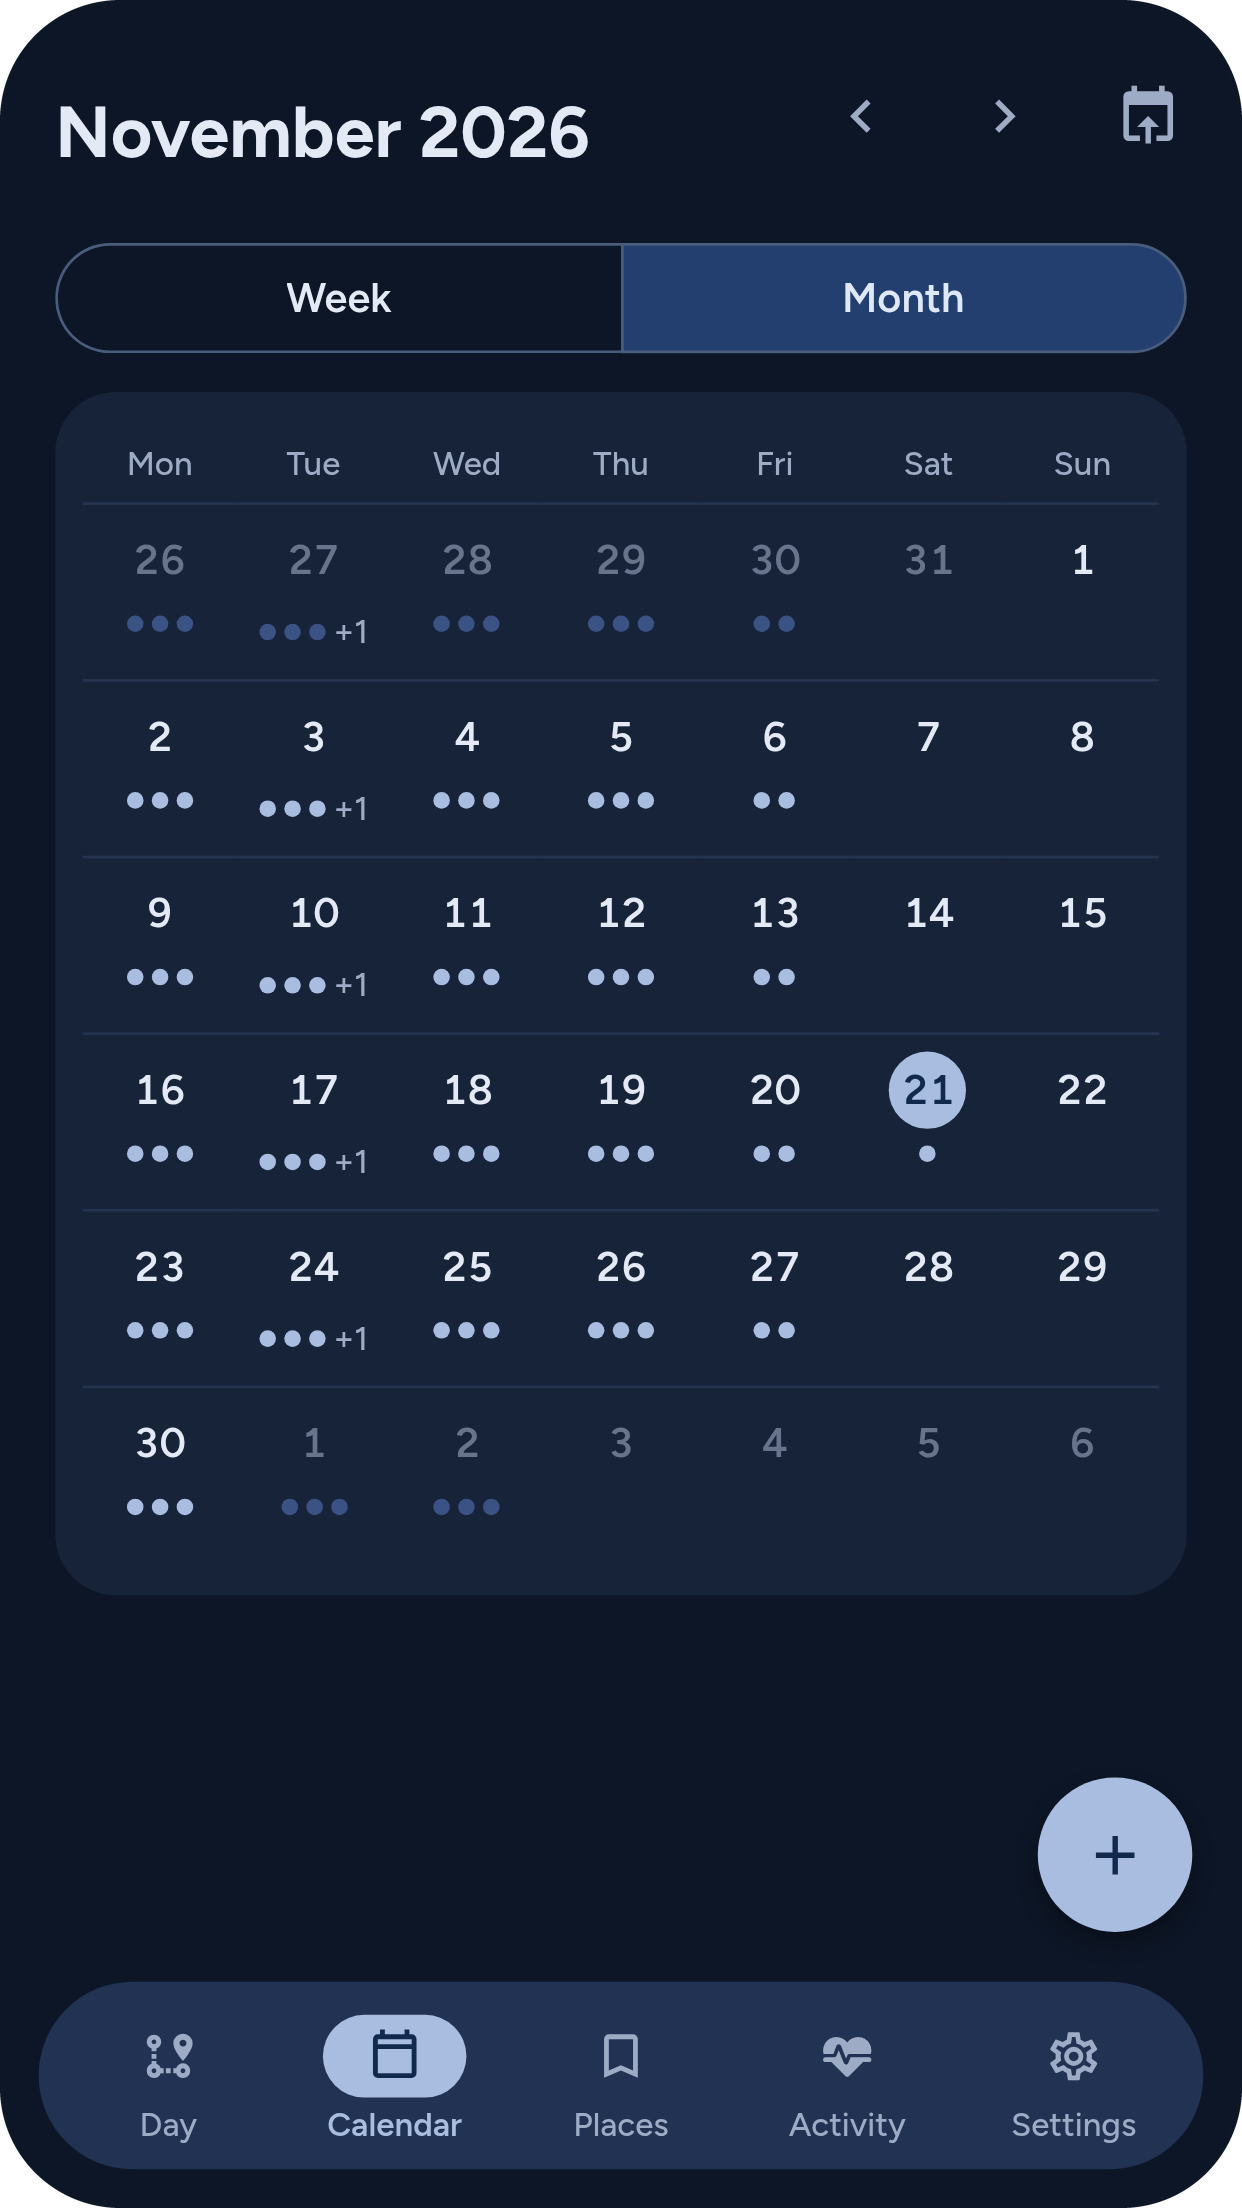 November 2026
Week Month
Mon Tue Wed Thu Fri Sat Sun
26 27 28 29 30 31 1
+1
2 3 4 5 6 7 8
+1
9 10 11 12 13 14 15
+1
16 17 18 19 20 21 22
+1
23 24 25 26 27 28 29
+1
30 1 2 3 4 5 6
Day Calendar Places Activity Settings